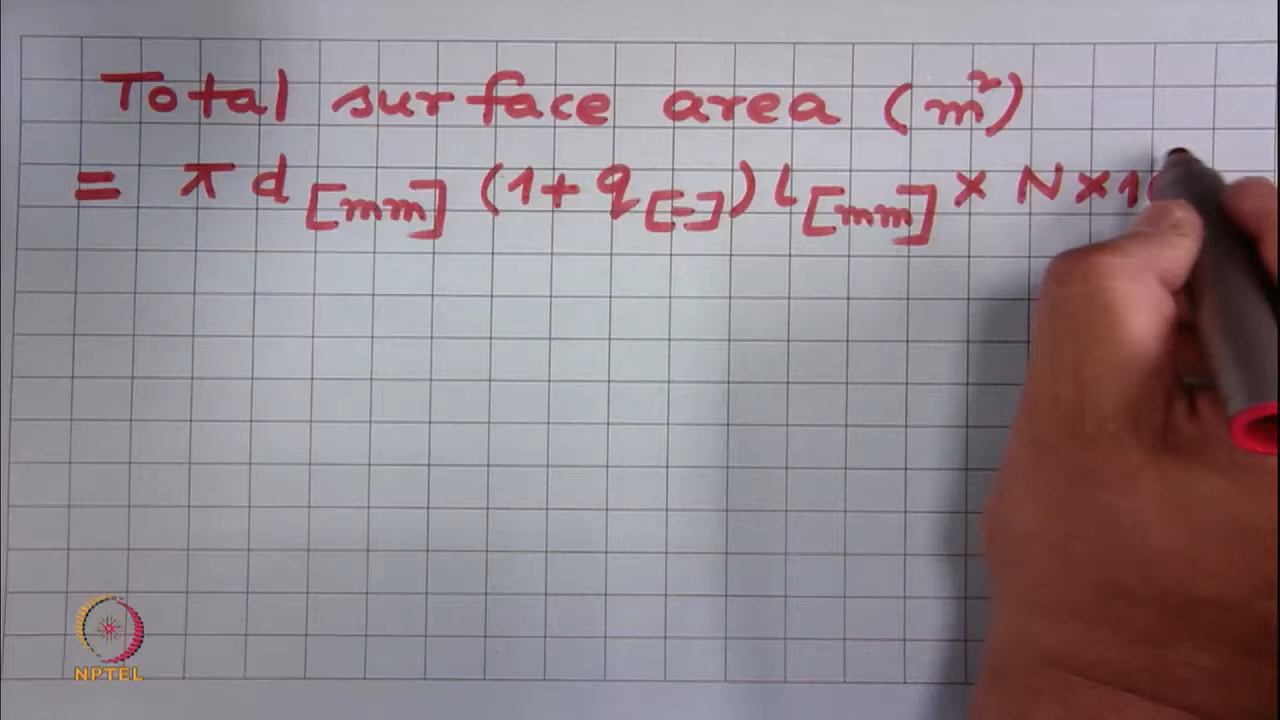 Total surface area (m²)
= π d [mm] (1 + q [-]) l [mm] × N × 1
NPTEL